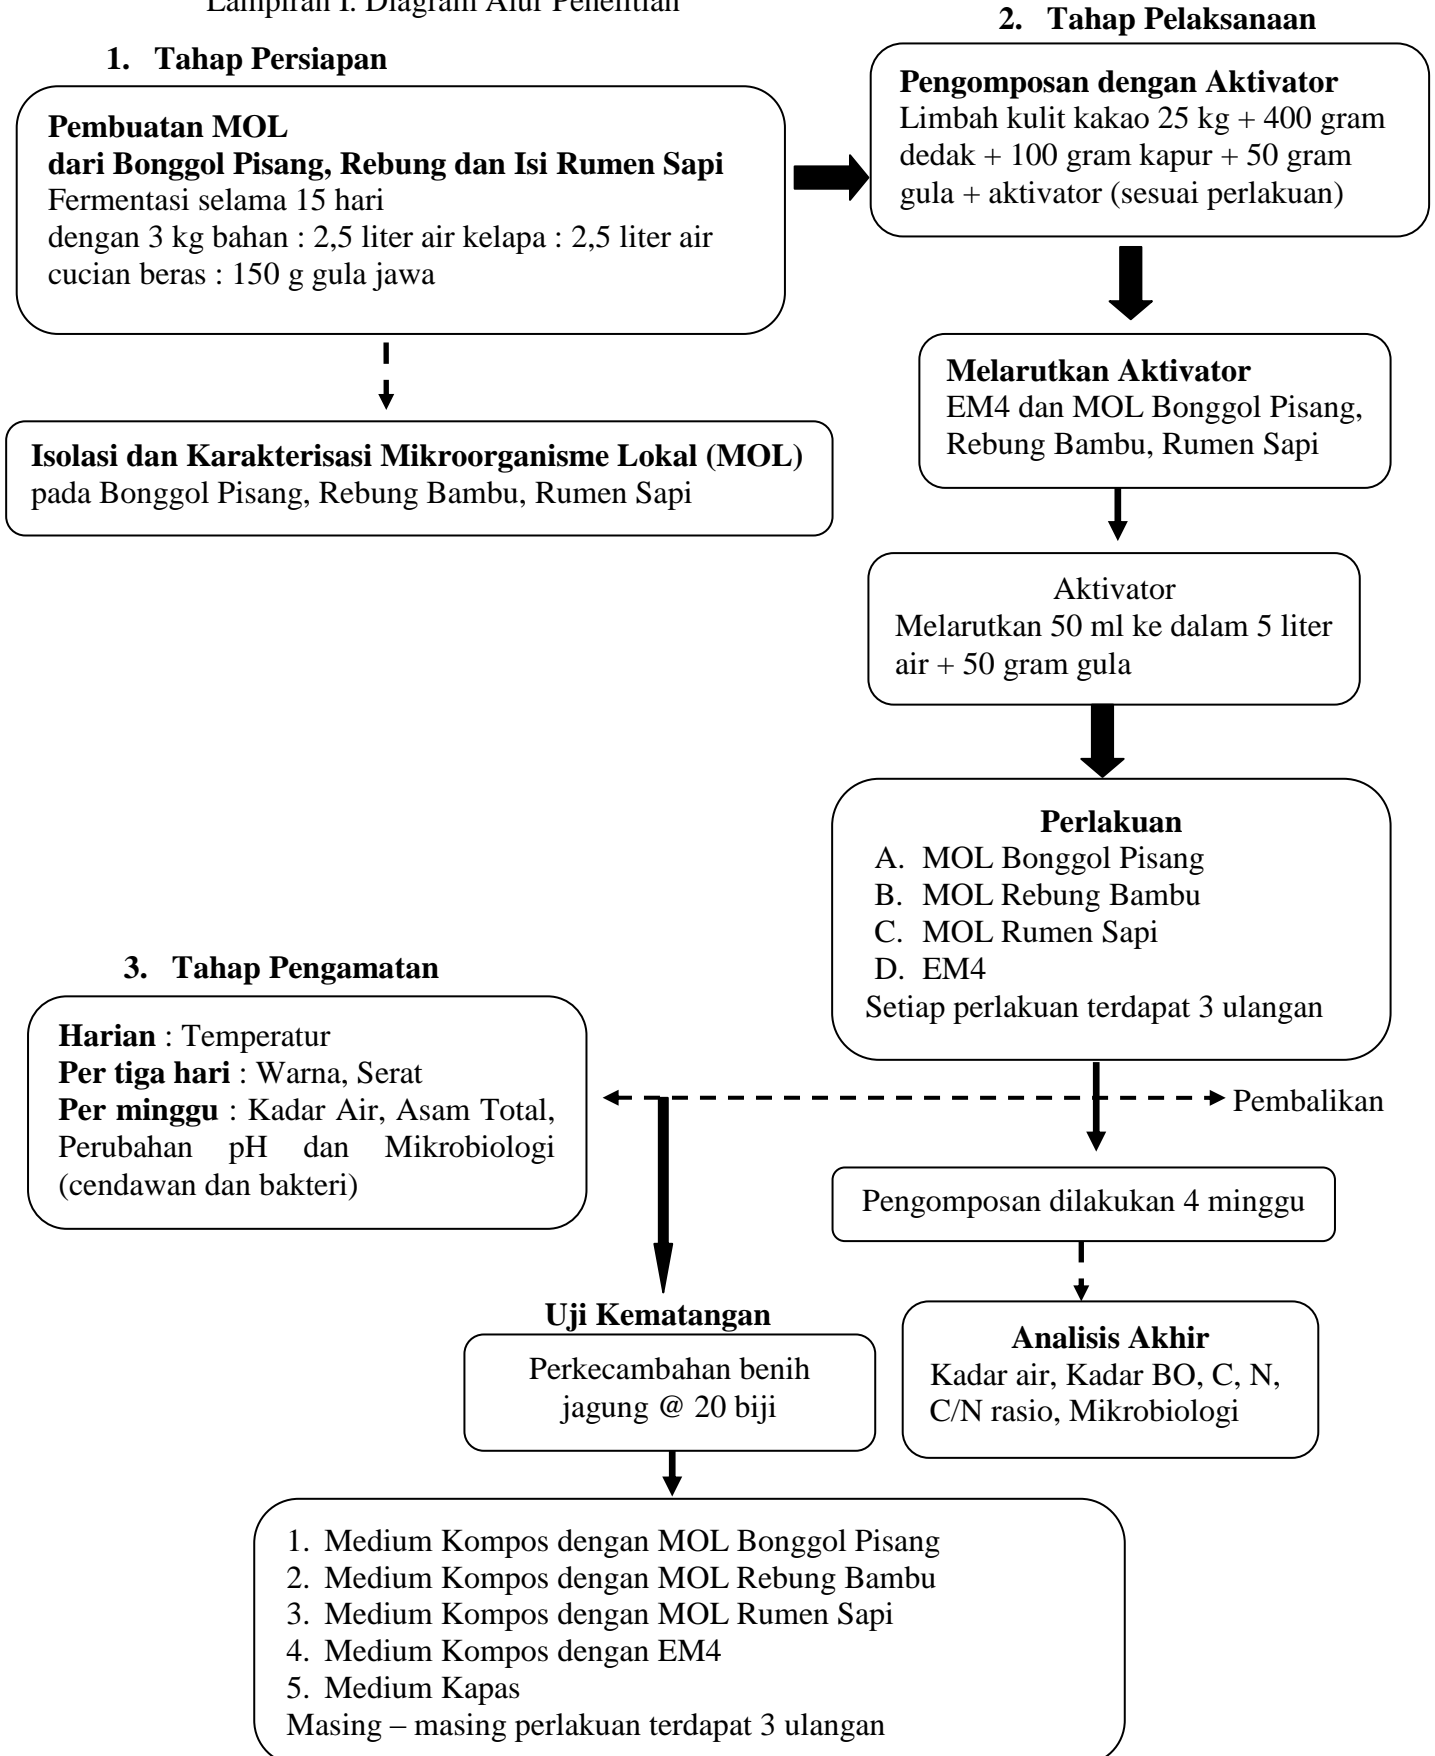 Lampiran I. Diagram Alur Penelitian
1. Tahap Persiapan
Pembuatan MOL
dari Bonggol Pisang, Rebung dan Isi Rumen Sapi
Fermentasi selama 15 hari
dengan 3 kg bahan : 2,5 liter air kelapa : 2,5 liter air
cucian beras : 150 g gula jawa
Isolasi dan Karakterisasi Mikroorganisme Lokal (MOL)
pada Bonggol Pisang, Rebung Bambu, Rumen Sapi
2. Tahap Pelaksanaan
Pengomposan dengan Aktivator
Limbah kulit kakao 25 kg + 400 gram
dedak + 100 gram kapur + 50 gram
gula + aktivator (sesuai perlakuan)
Melarutkan Aktivator
EM4 dan MOL Bonggol Pisang,
Rebung Bambu, Rumen Sapi
Aktivator
Melarutkan 50 ml ke dalam 5 liter
air + 50 gram gula
Perlakuan
A. MOL Bonggol Pisang
B. MOL Rebung Bambu
C. MOL Rumen Sapi
D. EM4
Setiap perlakuan terdapat 3 ulangan
Pembalikan
Pengomposan dilakukan 4 minggu
Analisis Akhir
Kadar air, Kadar BO, C, N,
C/N rasio, Mikrobiologi
3. Tahap Pengamatan
Harian : Temperatur
Per tiga hari : Warna, Serat
Per minggu : Kadar Air, Asam Total,
Perubahan pH dan Mikrobiologi
(cendawan dan bakteri)
Uji Kematangan
Perkecambahan benih
jagung @ 20 biji
1. Medium Kompos dengan MOL Bonggol Pisang
2. Medium Kompos dengan MOL Rebung Bambu
3. Medium Kompos dengan MOL Rumen Sapi
4. Medium Kompos dengan EM4
5. Medium Kapas
Masing – masing perlakuan terdapat 3 ulangan